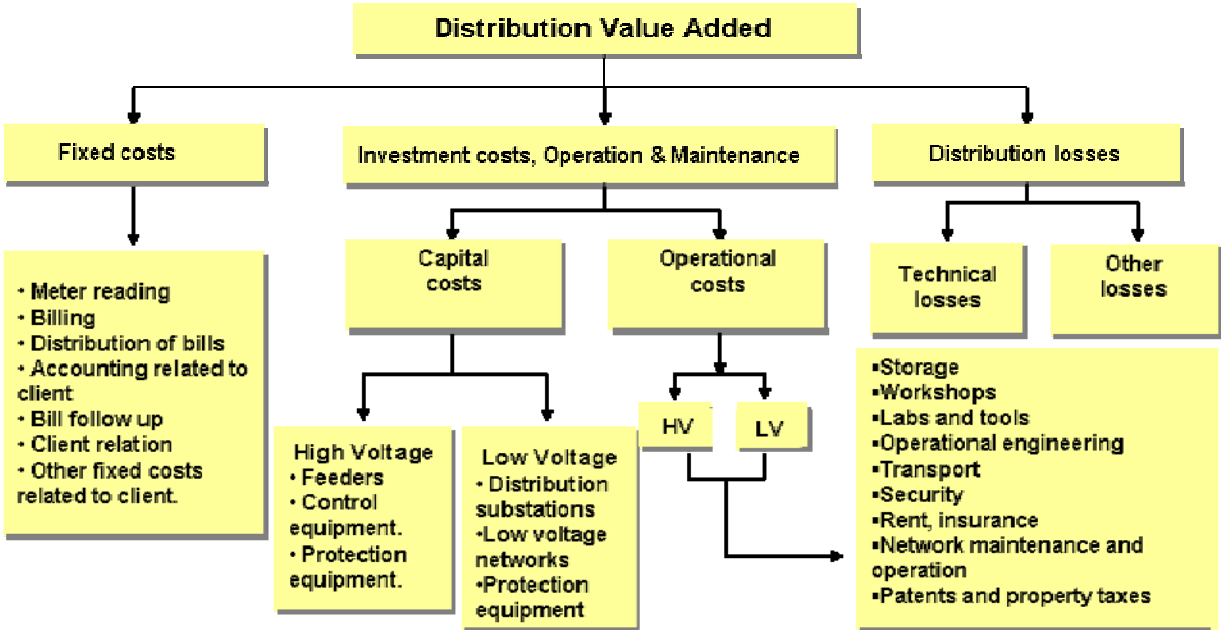 Distribution Value Added
Fixed costs
Investment costs, Operation & Maintenance
Distribution losses
• Meter reading
• Billing
• Distribution of bills
• Accounting related to
client
• Bill follow up
• Client relation
• Other fixed costs
related to client.
Capital
costs
Operational
costs
Technical
losses
Other
losses
High Voltage
• Feeders
• Control
equipment.
• Protection
equipment.
Low Voltage
• Distribution
substations
•Low voltage
networks
•Protection
equipment
HV
LV
▪Storage
▪Workshops
▪Labs and tools
▪Operational engineering
▪Transport
▪Security
▪Rent, insurance
▪Network maintenance and
operation
▪Patents and property taxes